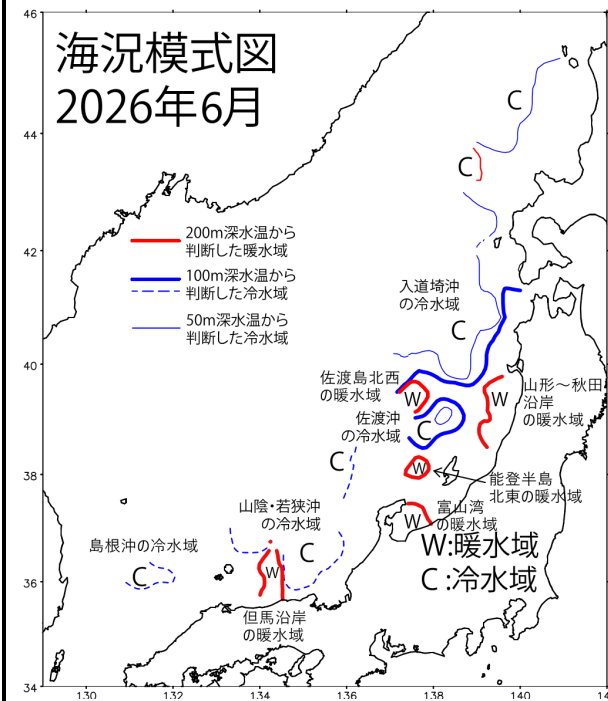 海況模式図
2026年6月
200m深水温から
判断した暖水域
100m深水温から
判断した冷水域
50m深水温から
判断した冷水域
C
C
入道埼沖
の冷水域
C
佐渡島北西
の暖水域
W
W
山形～秋田
沿岸
の暖水域
佐渡沖
の冷水域
C
C
W
能登半島
北東の暖水域
山陰・若狭沖
の冷水域
富山湾
の暖水域
W
島根沖の冷水域
C
C
W
W:暖水域
C:冷水域
但馬沿岸
の暖水域
46
44
42
40
38
36
34
130
132
134
136
138
140